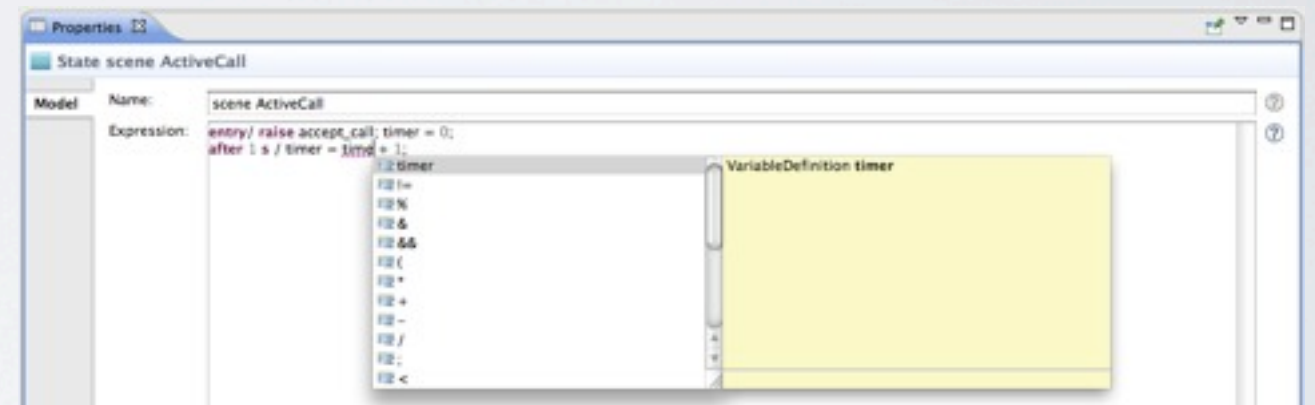 Properties
State scene ActiveCall
Model
Name:
scene ActiveCall
Expression:
entry/ raise accept_call; timer = 0;
after 1 s / timer = time + 1;
timer
!=
%
&
&&
(
*
+
-
/
;
<
VariableDefinition timer